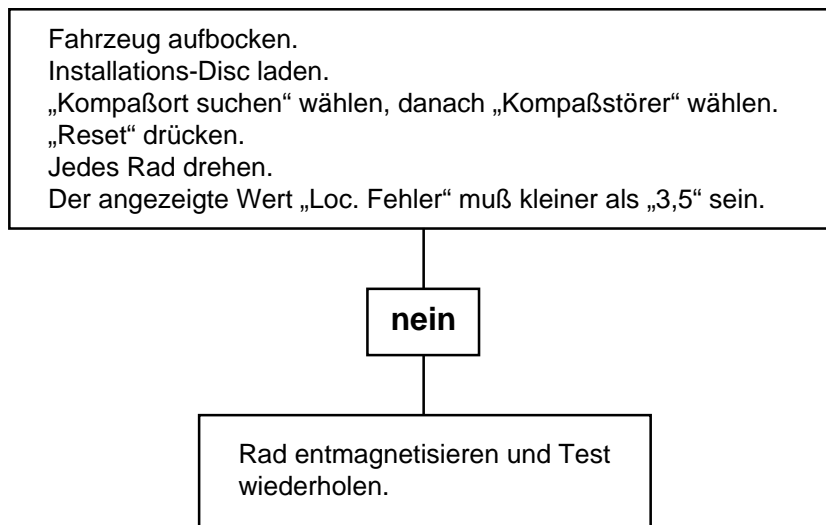 Fahrzeug aufbocken.
Installations-Disc laden.
„Kompaßort suchen“ wählen, danach „Kompaßstörer“ wählen.
„Reset“ drücken.
Jedes Rad drehen.
Der angezeigte Wert „Loc. Fehler“ muß kleiner als „3,5“ sein.
nein
Rad entmagnetisieren und Test
wiederholen.